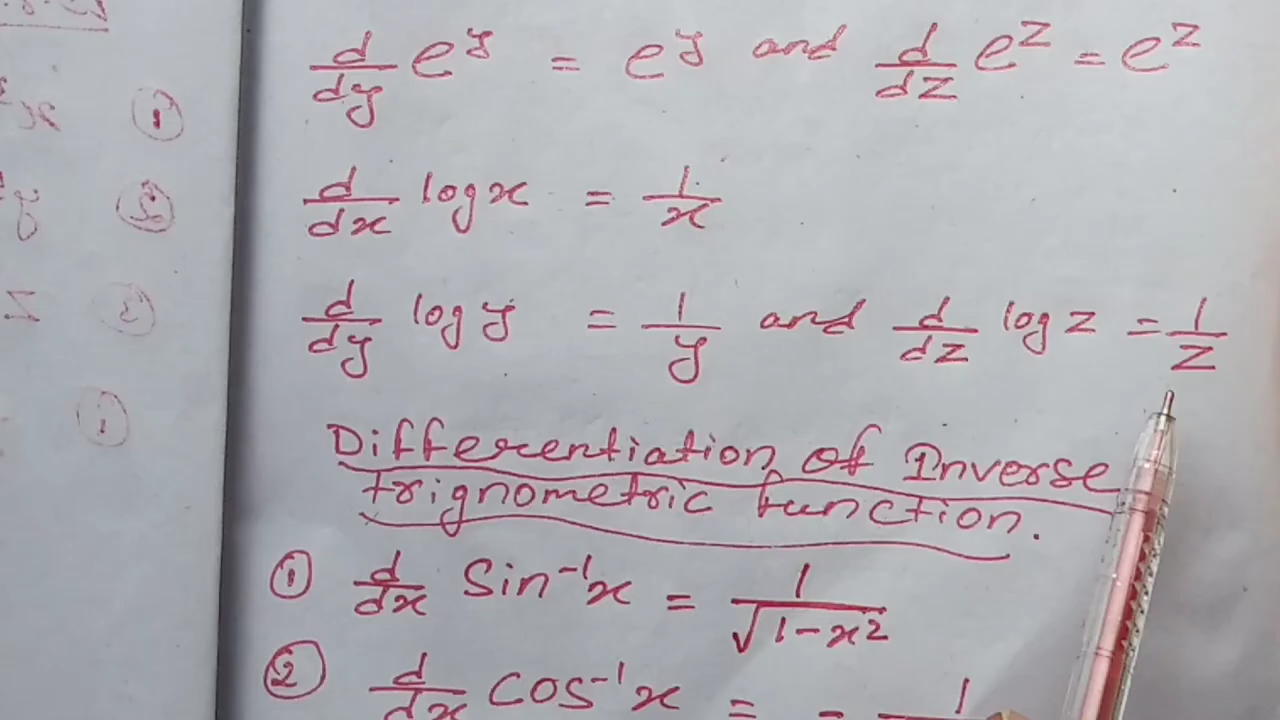 d/dy e^y = e^y and d/dz e^z = e^z
d/dx log x = 1/x
d/dy log y = 1/y and d/dz log z = 1/z
Differentiation of Inverse
trignometric function.
① d/dx Sin⁻¹x = 1/√(1-x²)
② d/dx cos⁻¹x = - 1